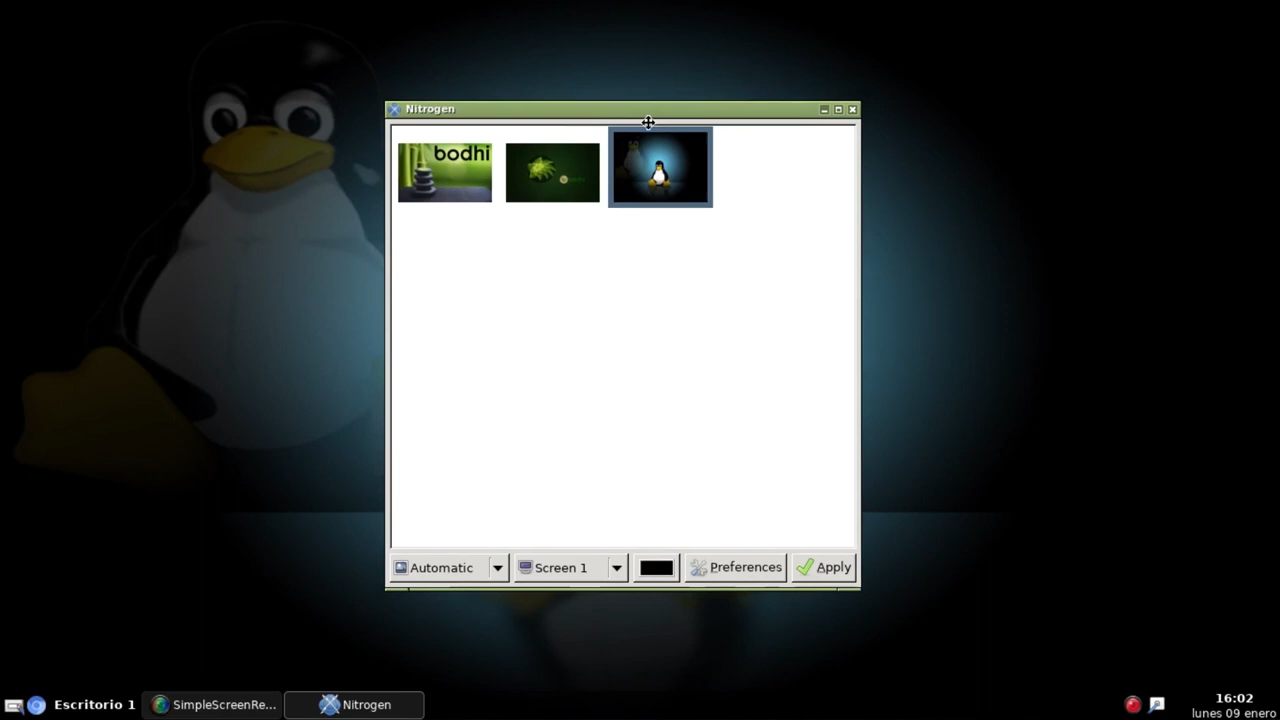 Nitrogen
bodhi
Automatic
Screen 1
Preferences
Apply
Escritorio 1
SimpleScreenRe...
Nitrogen
16:02
lunes 09 enero